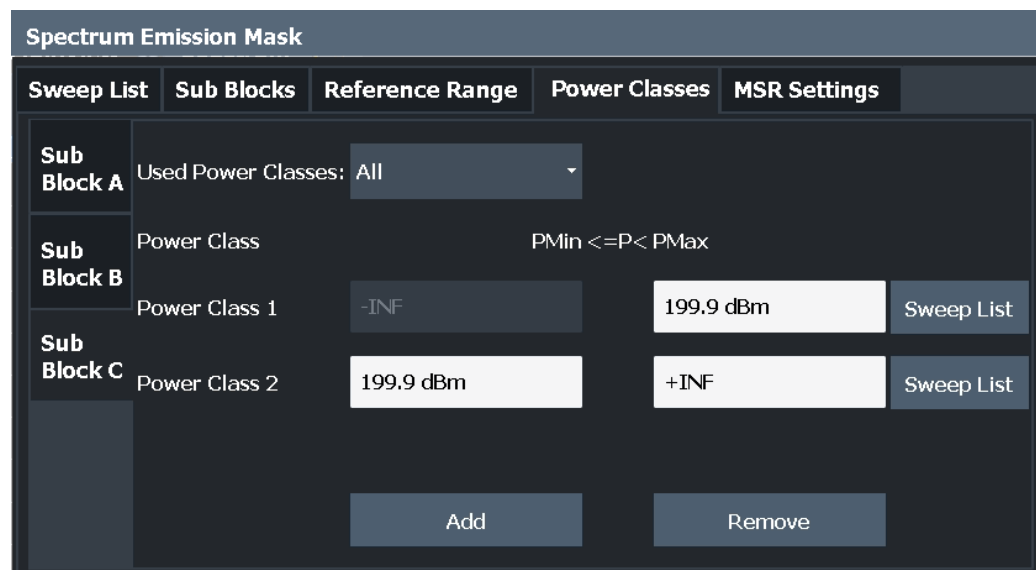 Spectrum Emission Mask
Sweep List Sub Blocks Reference Range Power Classes MSR Settings
Sub
Block A
Used Power Classes: All
Sub
Block B
Power Class PMin <=P< PMax
Power Class 1 -INF 199.9 dBm Sweep List
Sub
Block C
Power Class 2 199.9 dBm +INF Sweep List
Add Remove